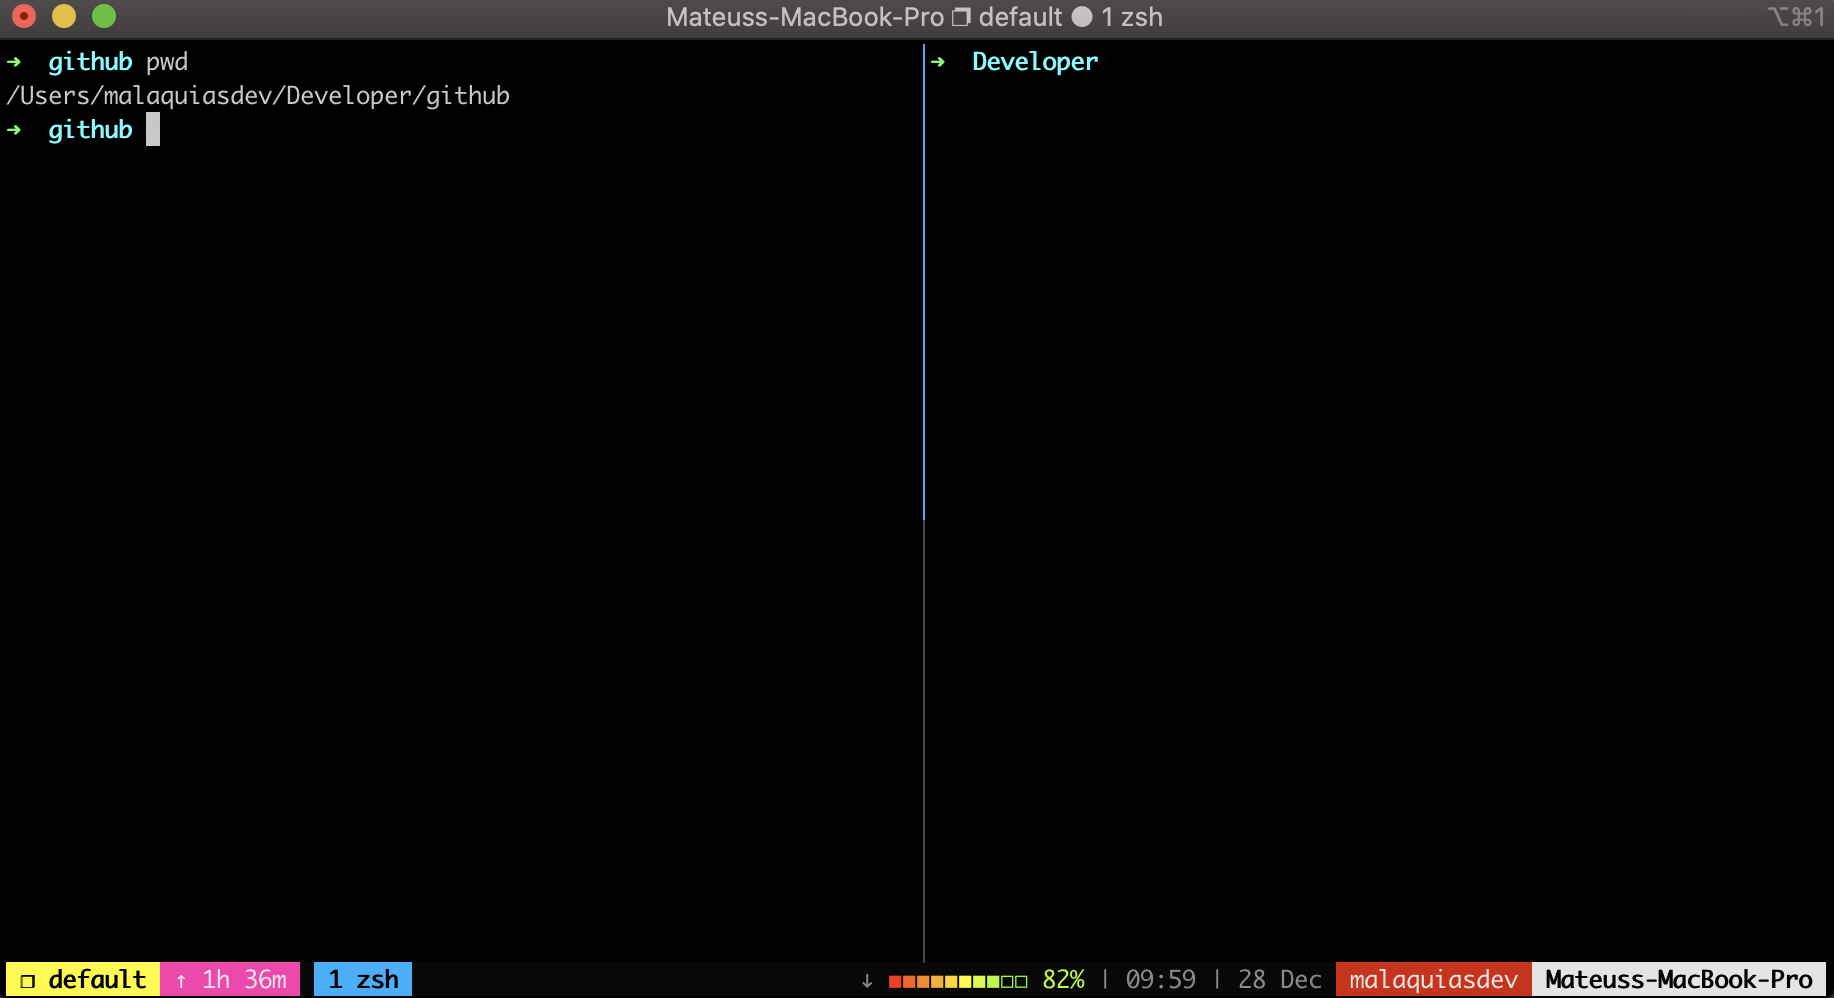 Mateuss-MacBook-Pro ❐ default ● 1 zsh
⌥⌘1
➜ github pwd
/Users/malaquiasdev/Developer/github
➜ github
➜ Developer
❐ default ↑ 1h 36m 1 zsh
↓ ◼◼◼◼◼◼◼◼◻◻ 82% | 09:59 | 28 Dec malaquiasdev Mateuss-MacBook-Pro